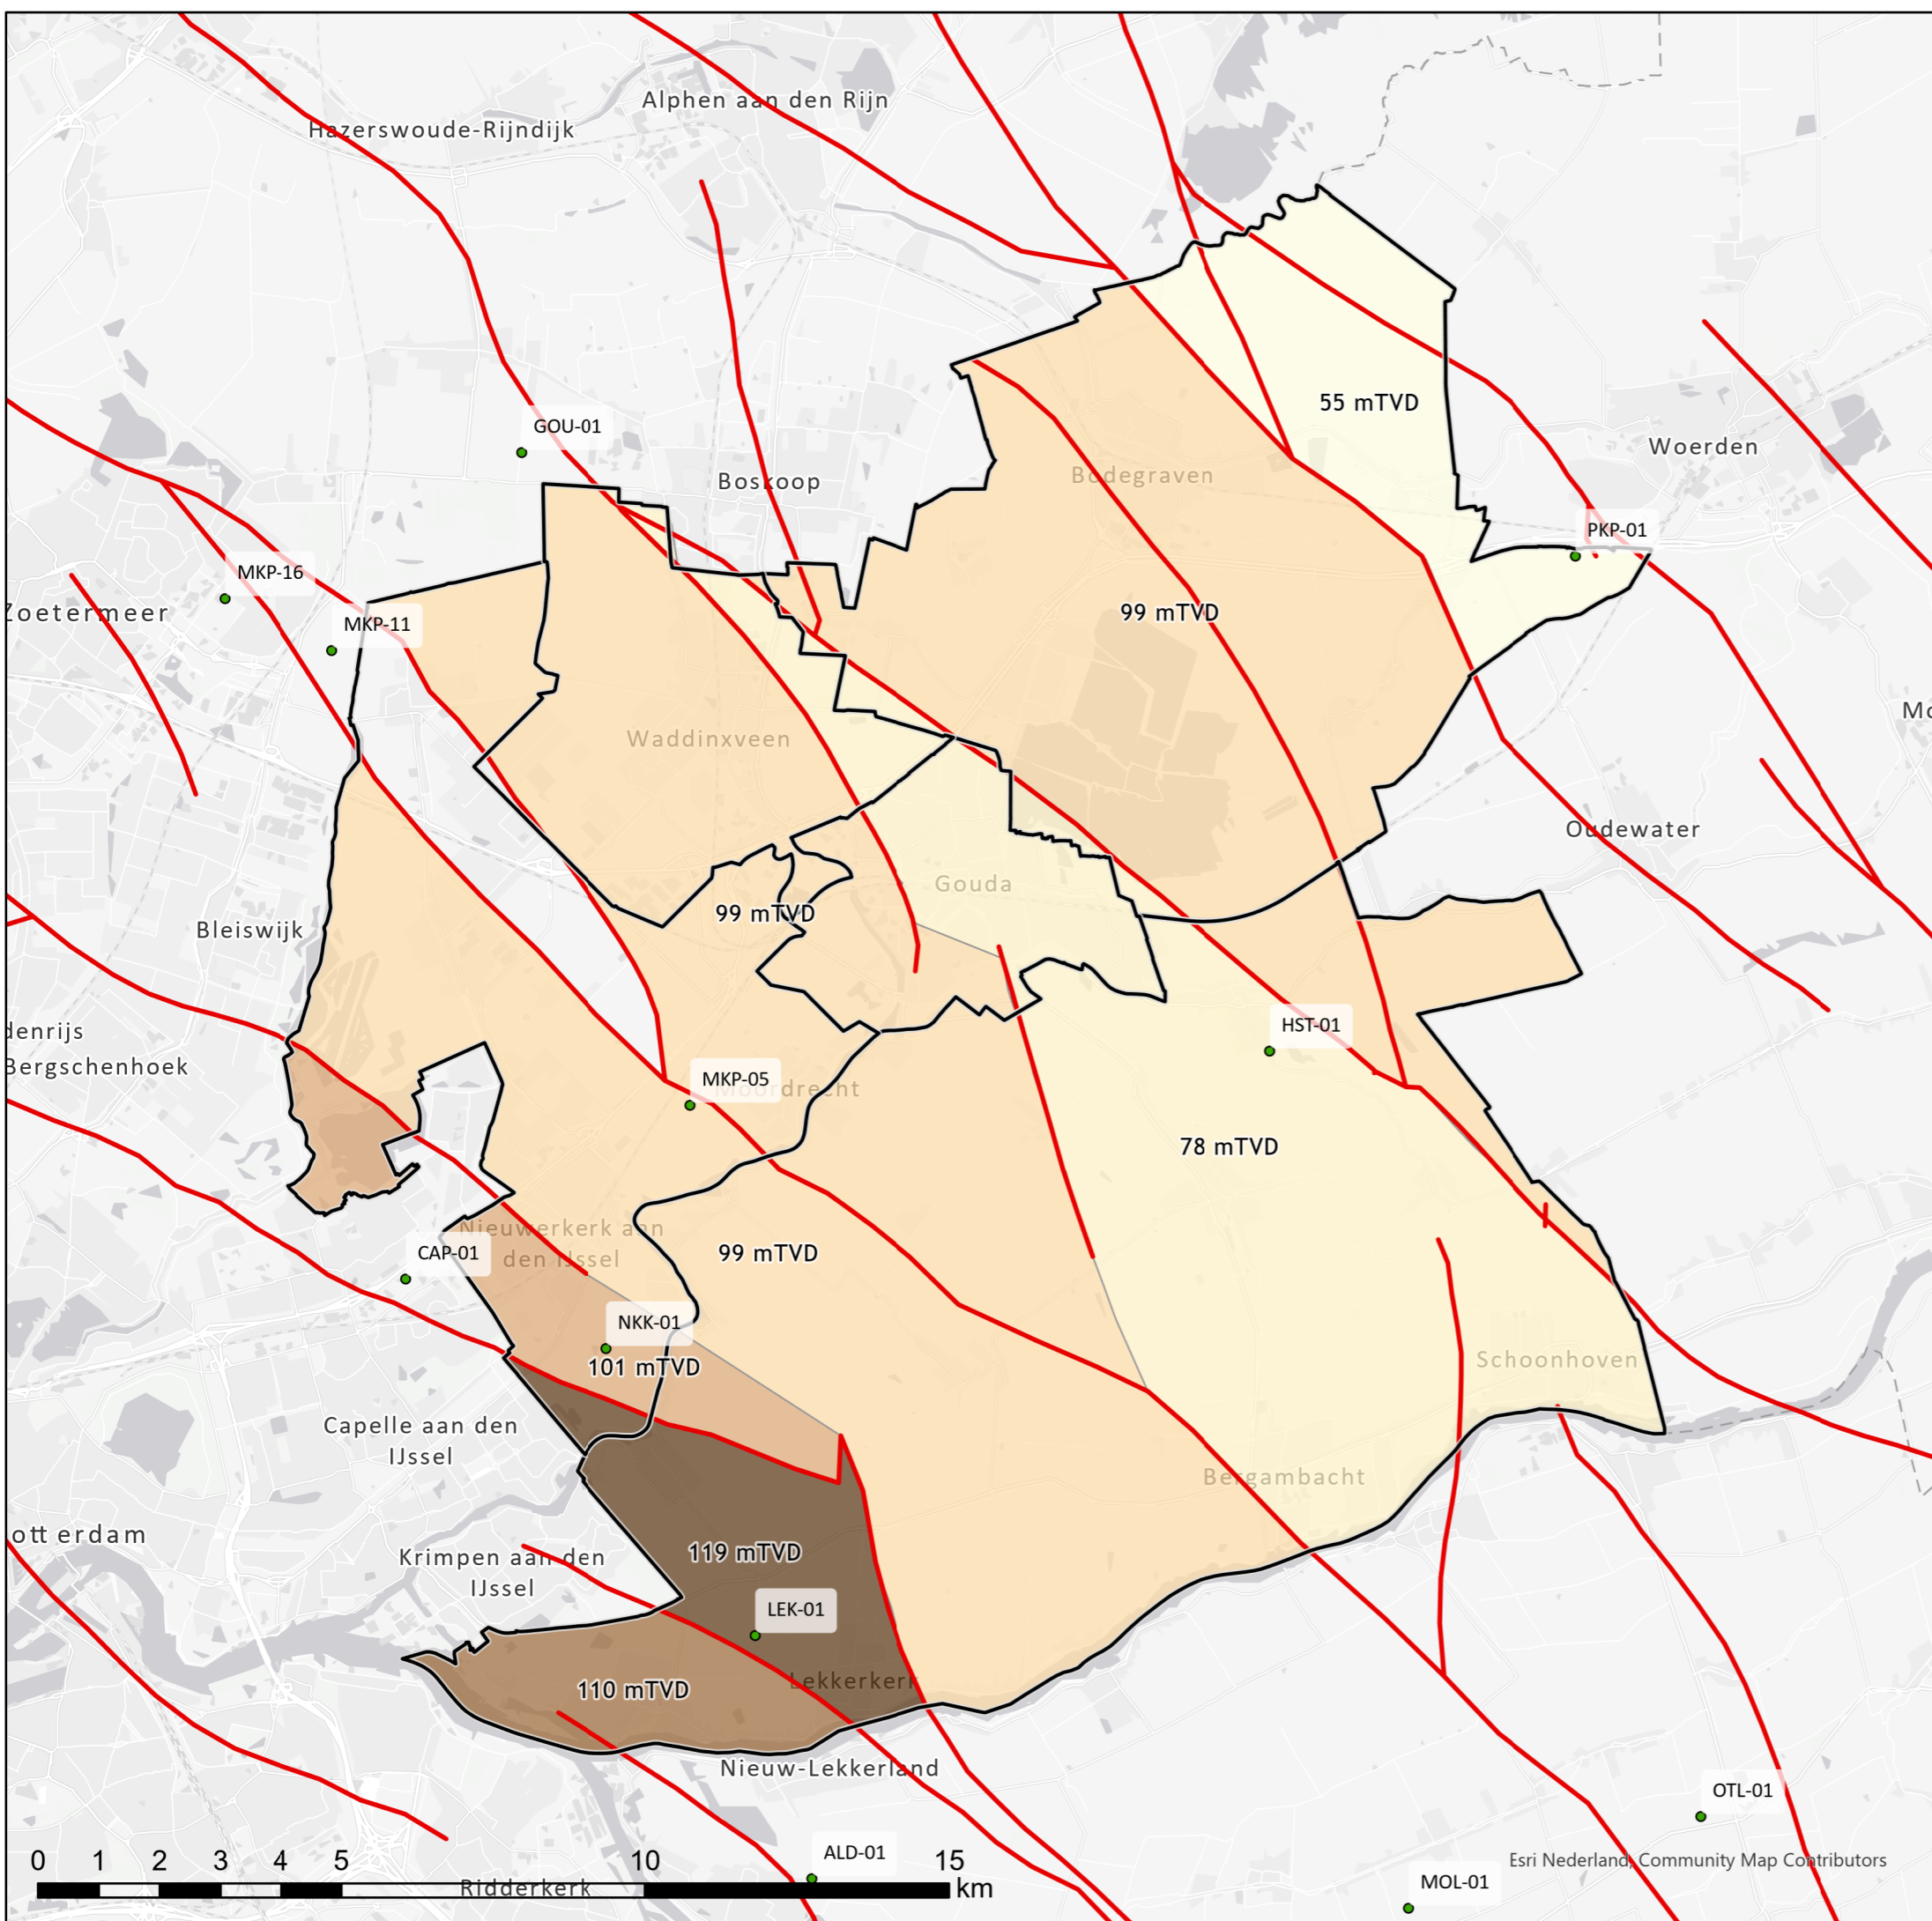 Alphen aan den Rijn
Hazerswoude-Rijndijk
55 mTVD
GOU-01
Woerden
Bodegraven
Boskoop
PKP-01
MKP-16
Zoetermeer
99 mTVD
MKP-11
Mo
Waddinxveen
Oudewater
Gouda
99 mTVD
Bleiswijk
HST-01
denrijs
Bergschenhoek
MKP-05
Moordrecht
78 mTVD
Nieuwerkerk aan
den IJssel
CAP-01
99 mTVD
NKK-01
101 mTVD
Schoonhoven
Capelle aan den
IJssel
Bergambacht
otterdam
119 mTVD
Krimpen aan den
IJssel
LEK-01
Lekkerkerk
110 mTVD
Nieuw-Lekkerland
OTL-01
ALD-01
Esri Nederland, Community Map Contributors
0 1 2 3 4 5 10 15
km
MOL-01
Ridderkerk